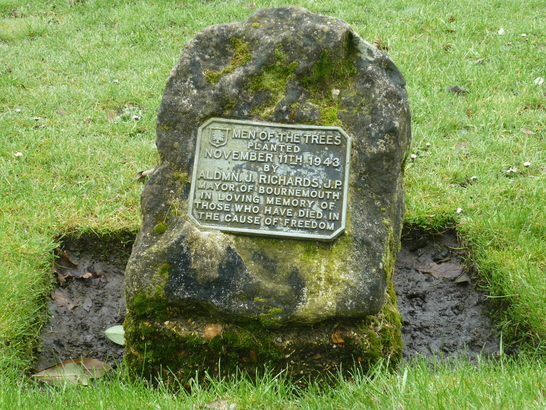 MEN OF THE TREES
PLANTED
NOVEMBER 11TH 1943
BY
ALDMN. J. RICHARDS, J.P.
MAYOR OF BOURNEMOUTH
IN LOVING MEMORY OF
THOSE WHO HAVE DIED IN
THE CAUSE OF FREEDOM